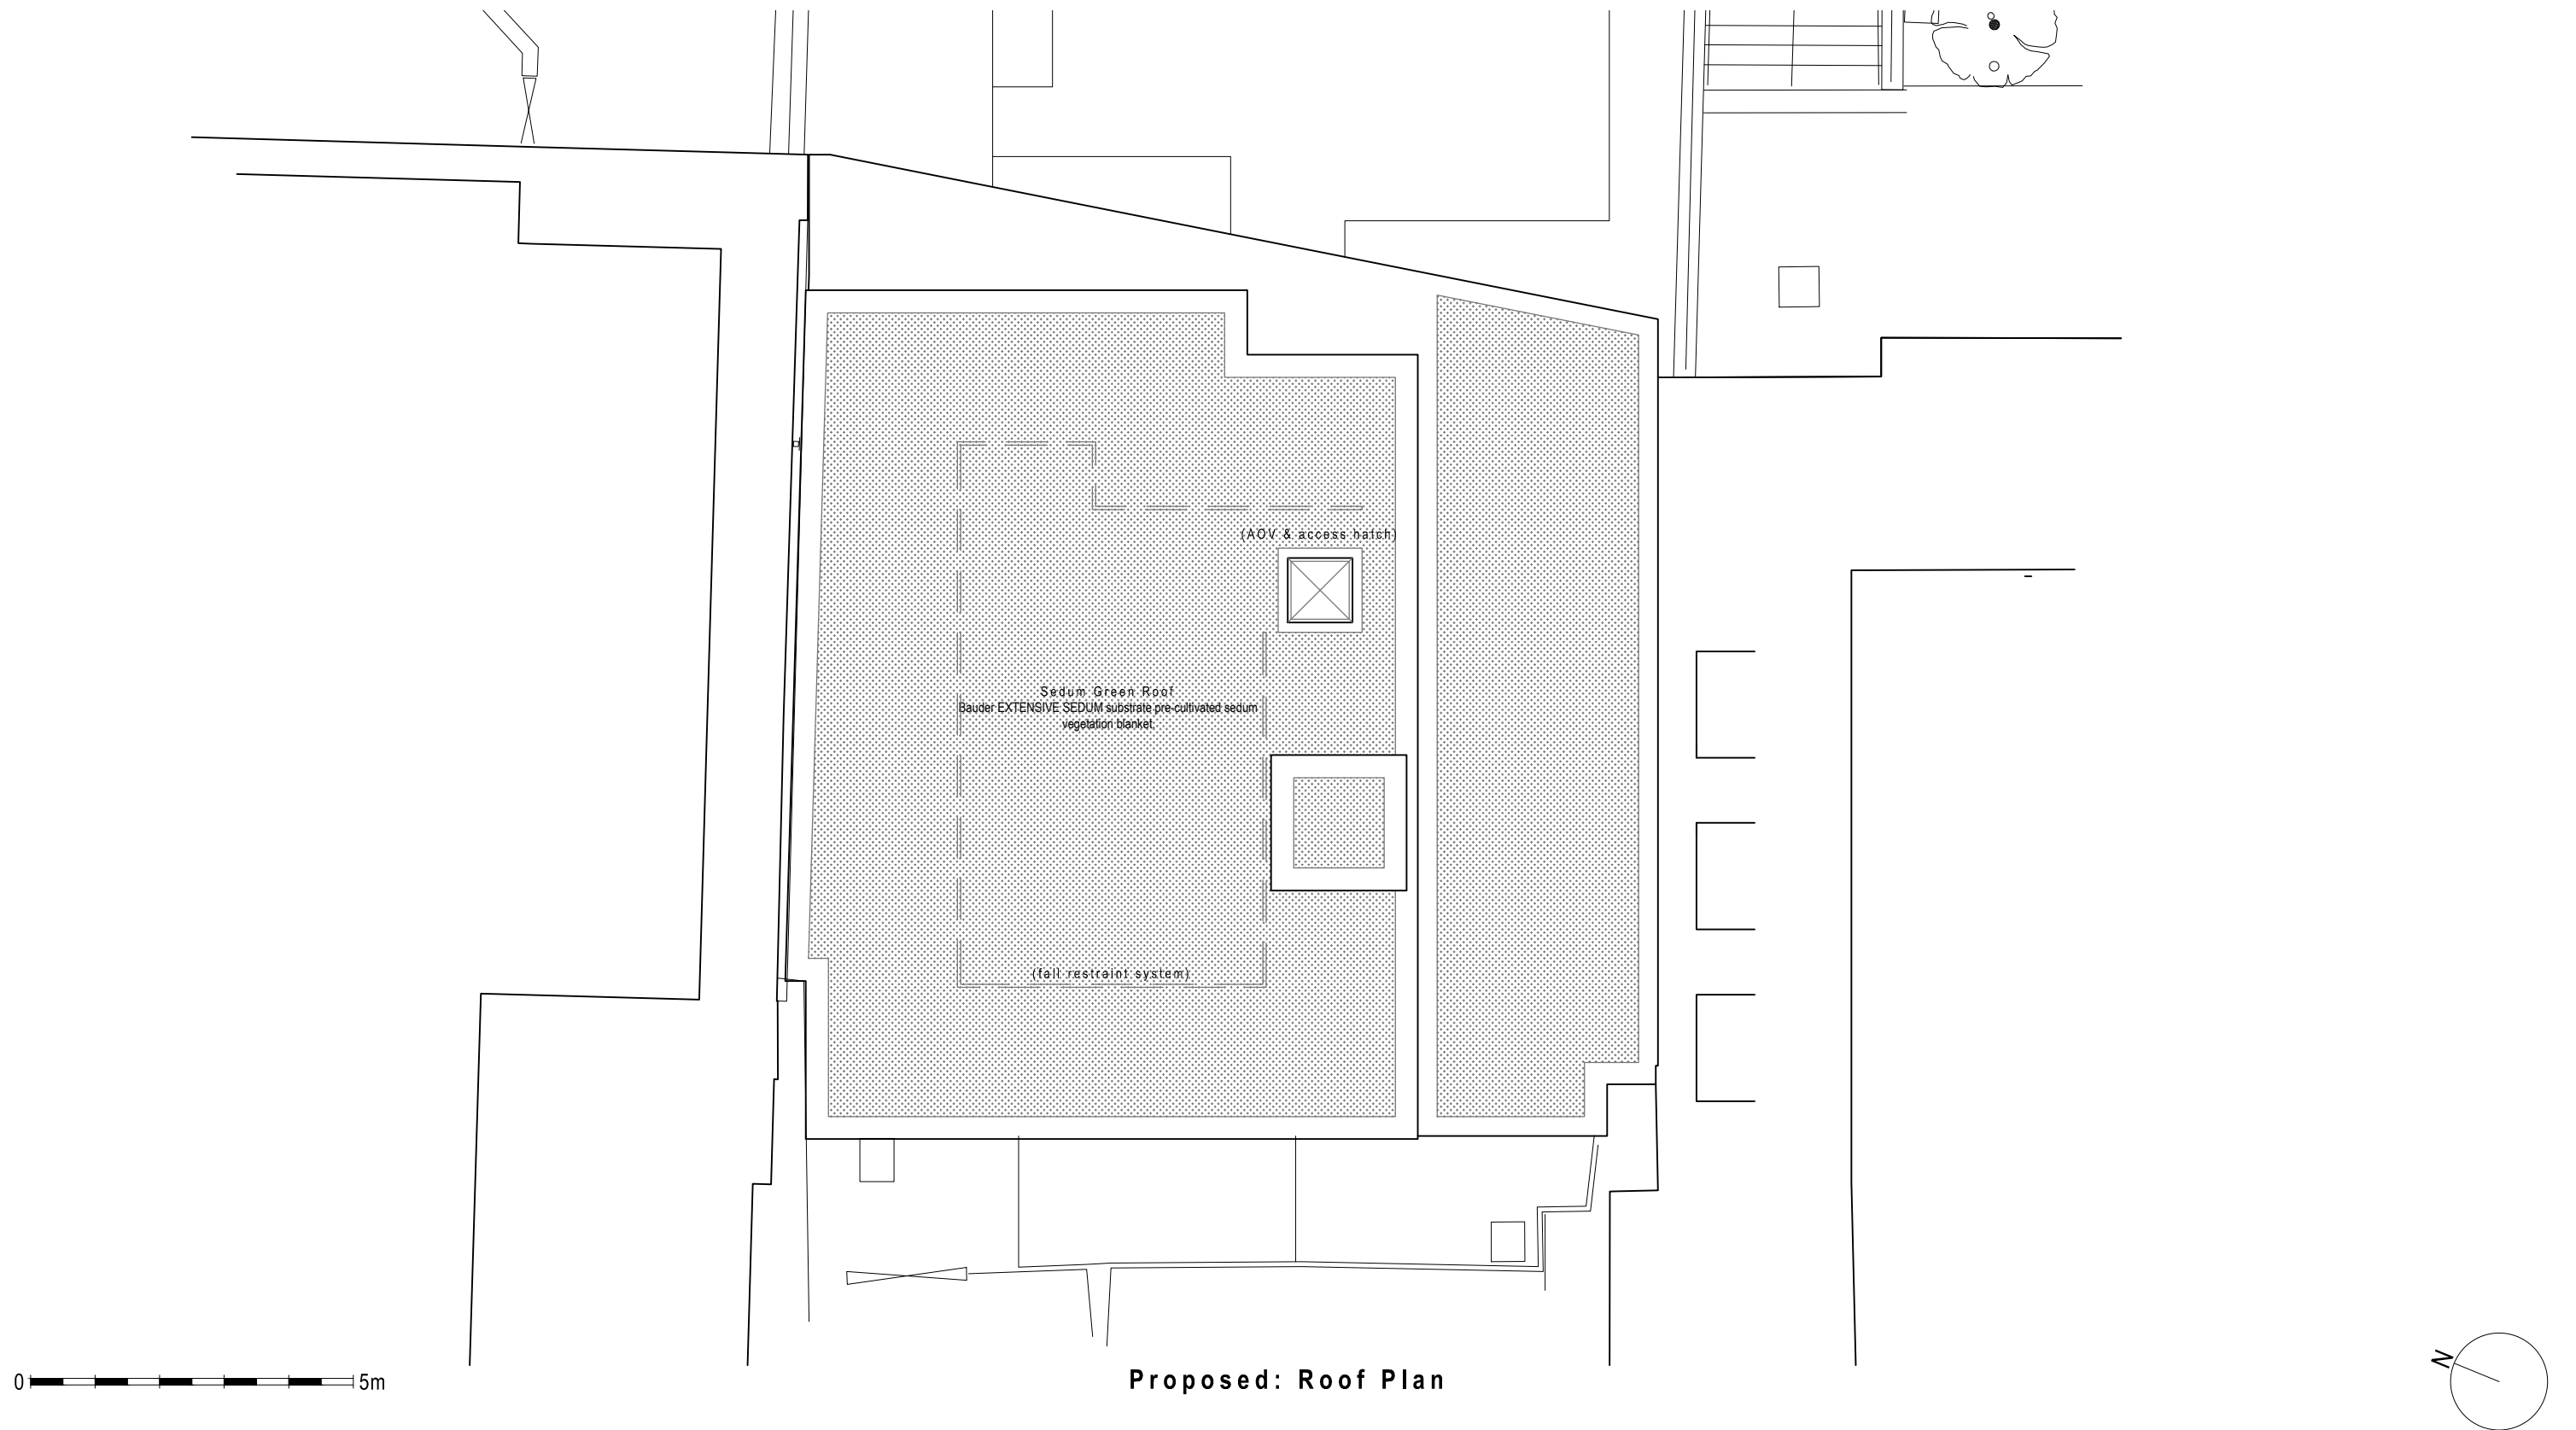 (AOV & access hatch)
Sedum Green Roof
Bauder EXTENSIVE SEDUM substrate pre-cultivated sedum
vegetation blanket.
(fall restraint system)
0
5m
Proposed: Roof Plan
N